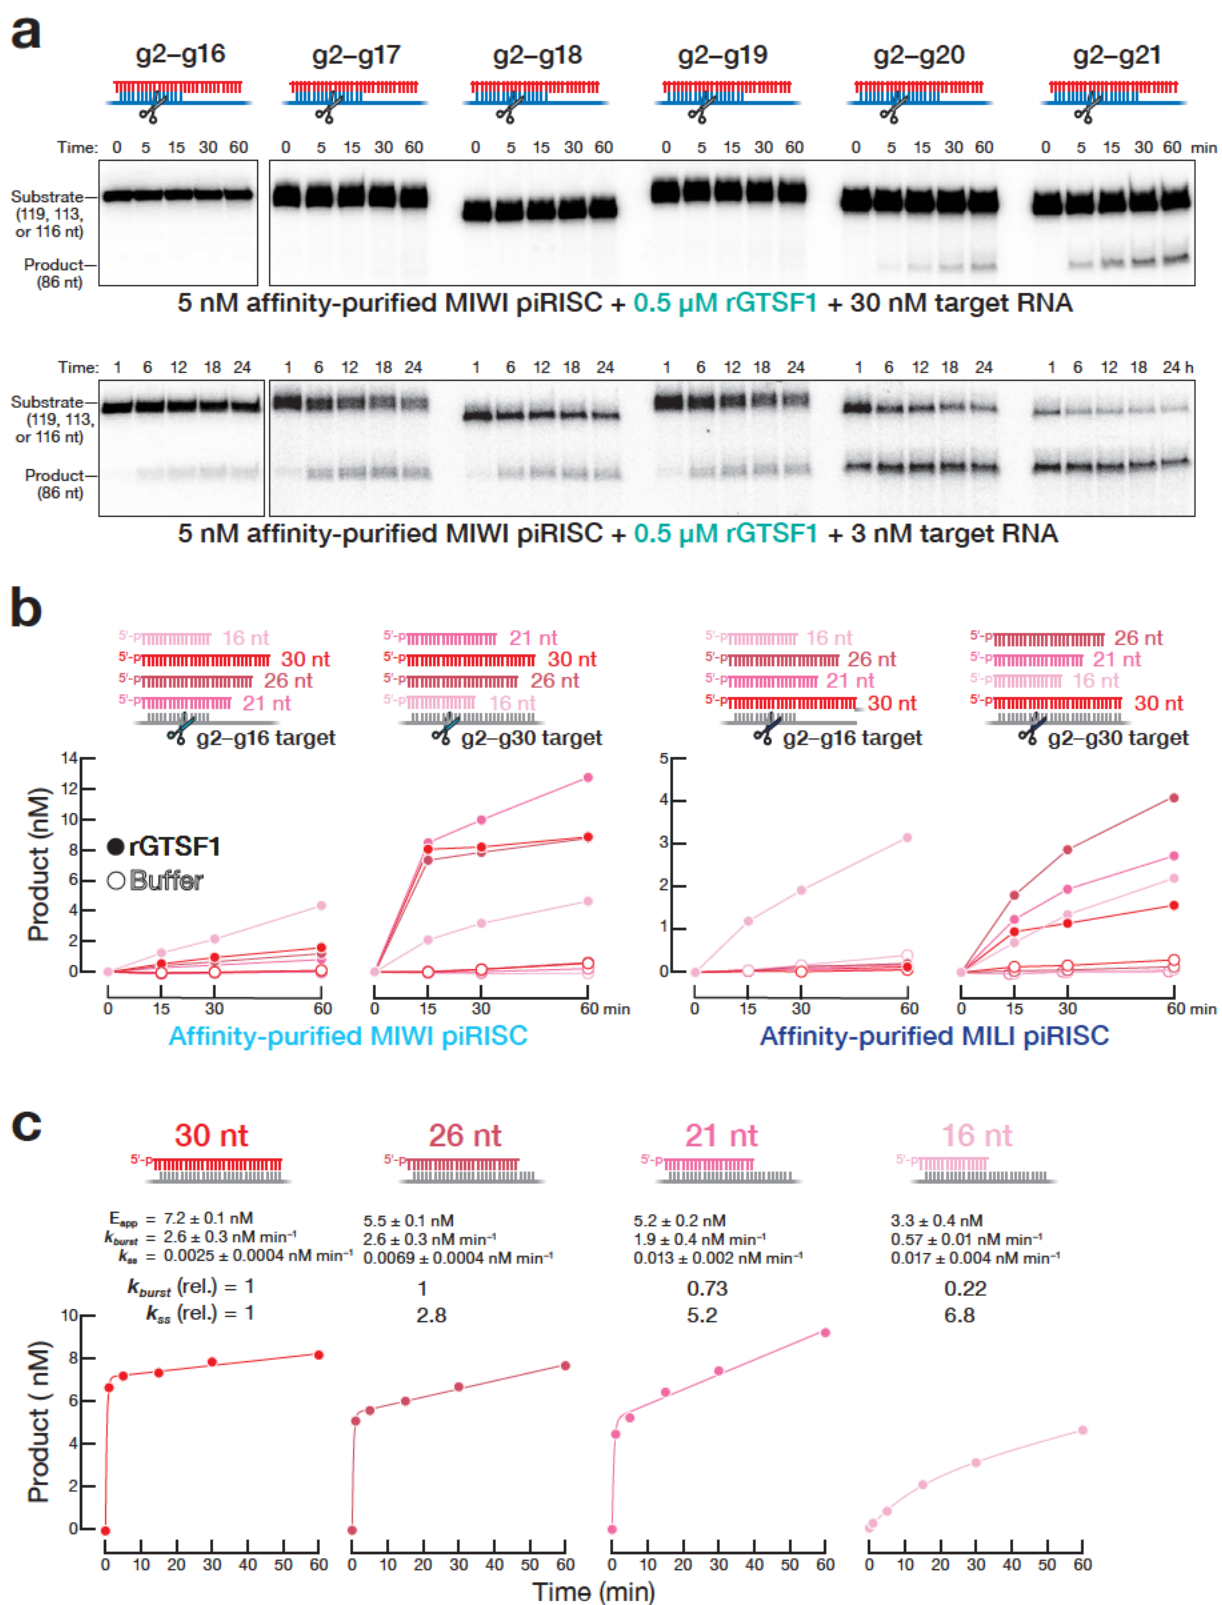 a
g2–g16 g2–g17 g2–g18 g2–g19 g2–g20 g2–g21
Time: 0 5 15 30 60 0 5 15 30 60 0 5 15 30 60 0 5 15 30 60 0 5 15 30 60 0 5 15 30 60 min
Substrate
(119, 113,
or 116 nt)
Product
(86 nt)
5 nM affinity-purified MIWI piRISC + 0.5 µM rGTSF1 + 30 nM target RNA
Time: 1 6 12 18 24 1 6 12 18 24 1 6 12 18 24 1 6 12 18 24 1 6 12 18 24 1 6 12 18 24 h
Substrate
(119, 113,
or 116 nt)
Product
(86 nt)
5 nM affinity-purified MIWI piRISC + 0.5 µM rGTSF1 + 3 nM target RNA
b
5'-p 16 nt 5'-p 21 nt 5'-p 16 nt 5'-p 26 nt
5'-p 30 nt 5'-p 30 nt 5'-p 26 nt 5'-p 21 nt
5'-p 26 nt 5'-p 26 nt 5'-p 21 nt 5'-p 16 nt
5'-p 21 nt 5'-p 16 nt 5'-p 30 nt 5'-p 30 nt
g2–g16 target g2–g30 target g2–g16 target g2–g30 target
Product (nM)
14
12
10
8
6
4
2
0
rGTSF1
Buffer
5
4
3
2
1
0
0 15 30 60 0 15 30 60 min 0 15 30 60 0 15 30 60 min
Affinity-purified MIWI piRISC Affinity-purified MILI piRISC
c
30 nt 26 nt 21 nt 16 nt
5'-p 5'-p 5'-p 5'-p
Eapp = 7.2 ± 0.1 nM 5.5 ± 0.1 nM 5.2 ± 0.2 nM 3.3 ± 0.4 nM
kburst = 2.6 ± 0.3 nM min⁻¹ 2.6 ± 0.3 nM min⁻¹ 1.9 ± 0.4 nM min⁻¹ 0.57 ± 0.01 nM min⁻¹
kss = 0.0025 ± 0.0004 nM min⁻¹ 0.0069 ± 0.0004 nM min⁻¹ 0.013 ± 0.002 nM min⁻¹ 0.017 ± 0.004 nM min⁻¹
kburst (rel.) = 1 1 0.73 0.22
kss (rel.) = 1 2.8 5.2 6.8
Product ( nM)
10
8
6
4
2
0
0 10 20 30 40 50 60 0 10 20 30 40 50 60 0 10 20 30 40 50 60 0 10 20 30 40 50 60
Time (min)